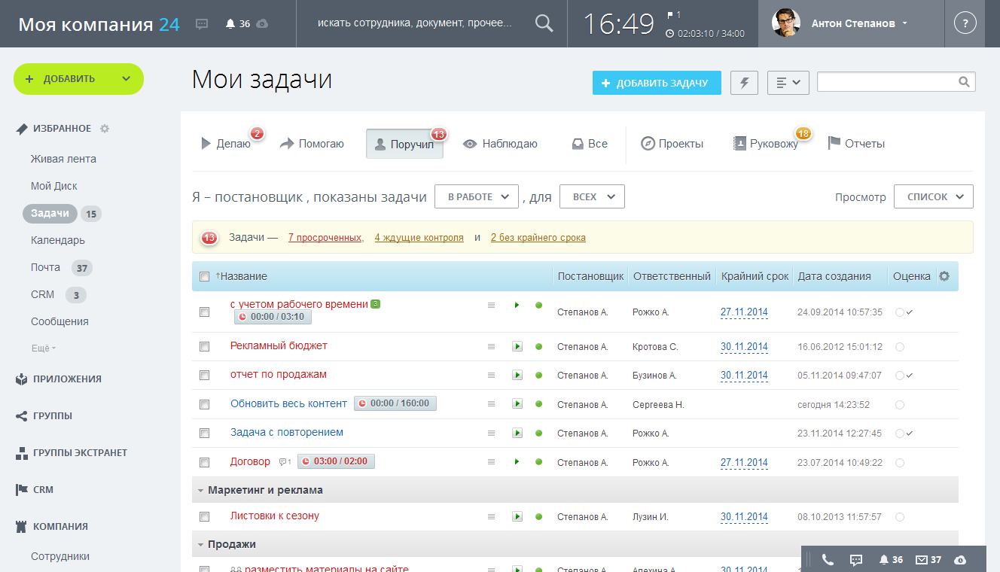 Моя компания 24
36
искать сотрудника, документ, прочее...
16:49
1
02:03:10 / 34:00
Антон Степанов
?
+ ДОБАВИТЬ
Мои задачи
+ ДОБАВИТЬ ЗАДАЧУ
ИЗБРАННОЕ
Живая лента
Мой Диск
Задачи 15
Календарь
Почта 37
CRM 3
Сообщения
Ещё
ПРИЛОЖЕНИЯ
ГРУППЫ
ГРУППЫ ЭКСТРАНЕТ
CRM
КОМПАНИЯ
Сотрудники
Делаю 2 Помогаю Поручил 13 Наблюдаю Все Проекты Руковожу 18 Отчеты
Я – постановщик , показаны задачи В РАБОТЕ , для ВСЕХ Просмотр СПИСОК
13 Задачи — 7 просроченных, 4 ждущие контроля и 2 без крайнего срока
↑Название Постановщик Ответственный Крайний срок Дата создания Оценка
с учетом рабочего времени 3
00:00 / 03:10 Степанов А. Рожко А. 27.11.2014 24.09.2014 10:57:35
Рекламный бюджет Степанов А. Кротова С. 30.11.2014 16.06.2012 15:01:12
отчет по продажам Степанов А. Бузинов А. 30.11.2014 05.11.2014 09:47:07
Обновить весь контент 00:00 / 160:00 Степанов А. Сергеева Н. сегодня 14:23:52
Задача с повторением Степанов А. Рожко А. 23.11.2014 12:27:45
Договор 1 03:00 / 02:00 Степанов А. Рожко А. 27.11.2014 23.07.2014 10:49:22
Маркетинг и реклама
Листовки к сезону Степанов А. Лузин И. 30.11.2014 08.10.2013 11:57:57
Продажи
разместить материалы на сайте Степанов А. Алехина А. 30.11.2014
36 37